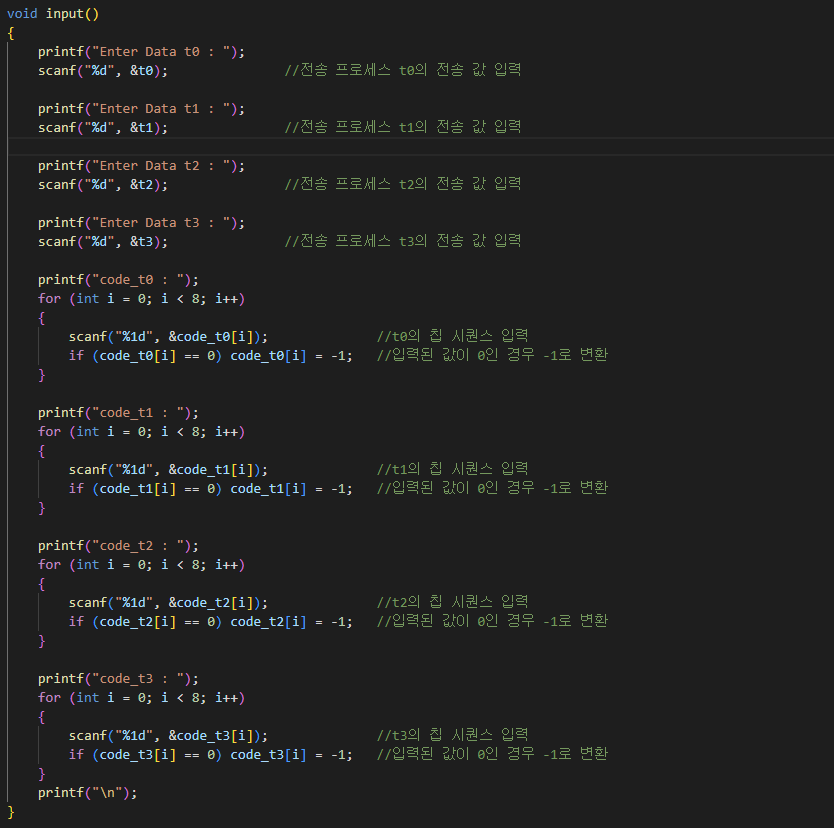 void input()
{
printf("Enter Data t0 : ");
scanf("%d", &t0); //전송 프로세스 t0의 전송 값 입력
printf("Enter Data t1 : ");
scanf("%d", &t1); //전송 프로세스 t1의 전송 값 입력
printf("Enter Data t2 : ");
scanf("%d", &t2); //전송 프로세스 t2의 전송 값 입력
printf("Enter Data t3 : ");
scanf("%d", &t3); //전송 프로세스 t3의 전송 값 입력
printf("code_t0 : ");
for (int i = 0; i < 8; i++)
{
scanf("%1d", &code_t0[i]); //t0의 칩 시퀀스 입력
if (code_t0[i] == 0) code_t0[i] = -1; //입력된 값이 0인 경우 -1로 변환
}
printf("code_t1 : ");
for (int i = 0; i < 8; i++)
{
scanf("%1d", &code_t1[i]); //t1의 칩 시퀀스 입력
if (code_t1[i] == 0) code_t1[i] = -1; //입력된 값이 0인 경우 -1로 변환
}
printf("code_t2 : ");
for (int i = 0; i < 8; i++)
{
scanf("%1d", &code_t2[i]); //t2의 칩 시퀀스 입력
if (code_t2[i] == 0) code_t2[i] = -1; //입력된 값이 0인 경우 -1로 변환
}
printf("code_t3 : ");
for (int i = 0; i < 8; i++)
{
scanf("%1d", &code_t3[i]); //t3의 칩 시퀀스 입력
if (code_t3[i] == 0) code_t3[i] = -1; //입력된 값이 0인 경우 -1로 변환
}
printf("\n");
}